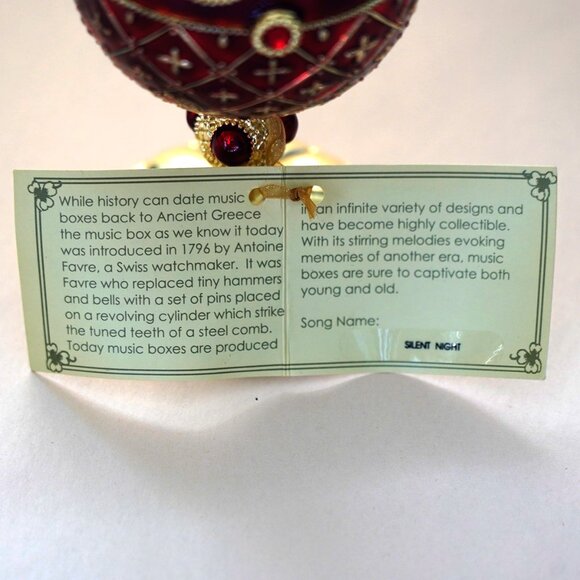 While history can date music
boxes back to Ancient Greece
the music box as we know it today
was introduced in 1796 by Antoine
Favre, a Swiss watchmaker. It was
Favre who replaced tiny hammers
and bells with a set of pins placed
on a revolving cylinder which strike
the tuned teeth of a steel comb.
Today music boxes are produced
in an infinite variety of designs and
have become highly collectible.
With its stirring melodies evoking
memories of another era, music
boxes are sure to captivate both
young and old.
Song Name:
SILENT NIGHT